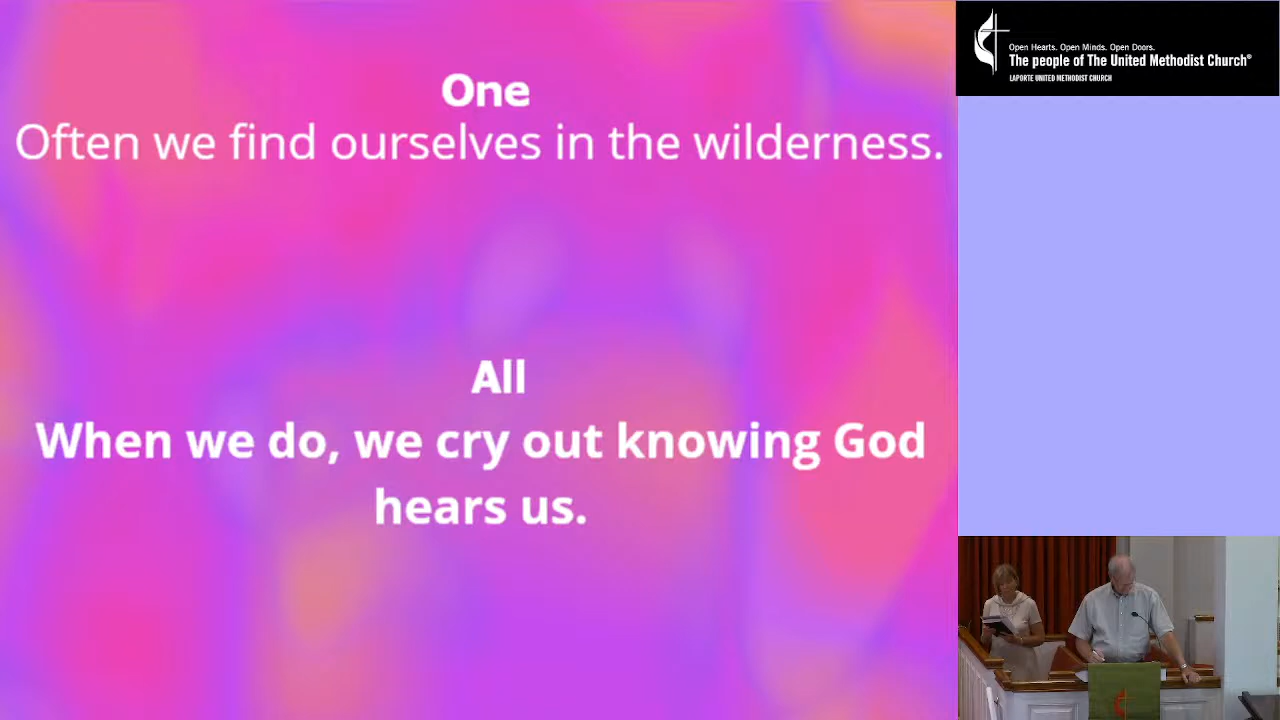 One
Often we find ourselves in the wilderness.
All
When we do, we cry out knowing God
hears us.
Open Hearts. Open Minds. Open Doors.
The people of The United Methodist Church®
LAPORTE UNITED METHODIST CHURCH